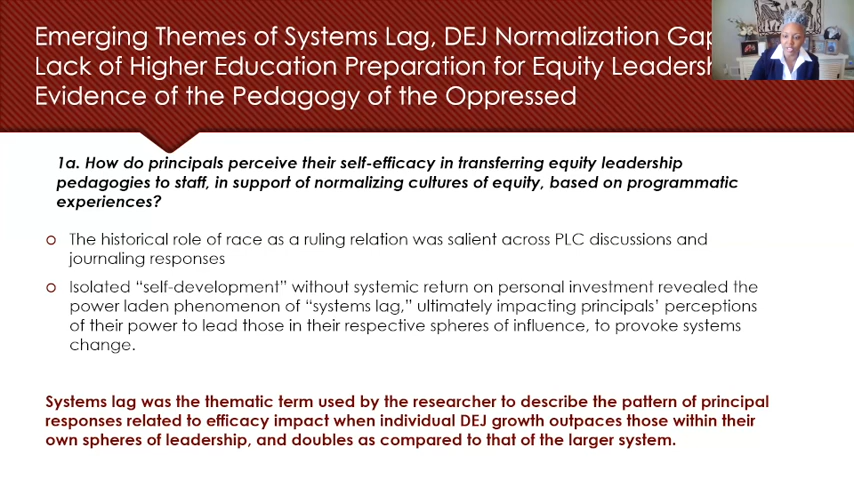 Emerging Themes of Systems Lag, DEJ Normalization
Lack of Higher Education Preparation for Equity
Evidence of the Pedagogy of the Oppressed
1a. How do principals perceive their self-efficacy in transferring equity leadership
pedagogies to staff, in support of normalizing cultures of equity, based on programmatic
experiences?
The historical role of race as a ruling relation was salient across PLC discussions and
journaling responses
Isolated “self-development” without systemic return on personal investment revealed the
power laden phenomenon of “systems lag,” ultimately impacting principals’ perceptions
of their power to lead those in their respective spheres of influence, to provoke systems
change.
Systems lag was the thematic term used by the researcher to describe the pattern of principal
responses related to efficacy impact when individual DEJ growth outpaces those within their
own spheres of leadership, and doubles as compared to that of the larger system.